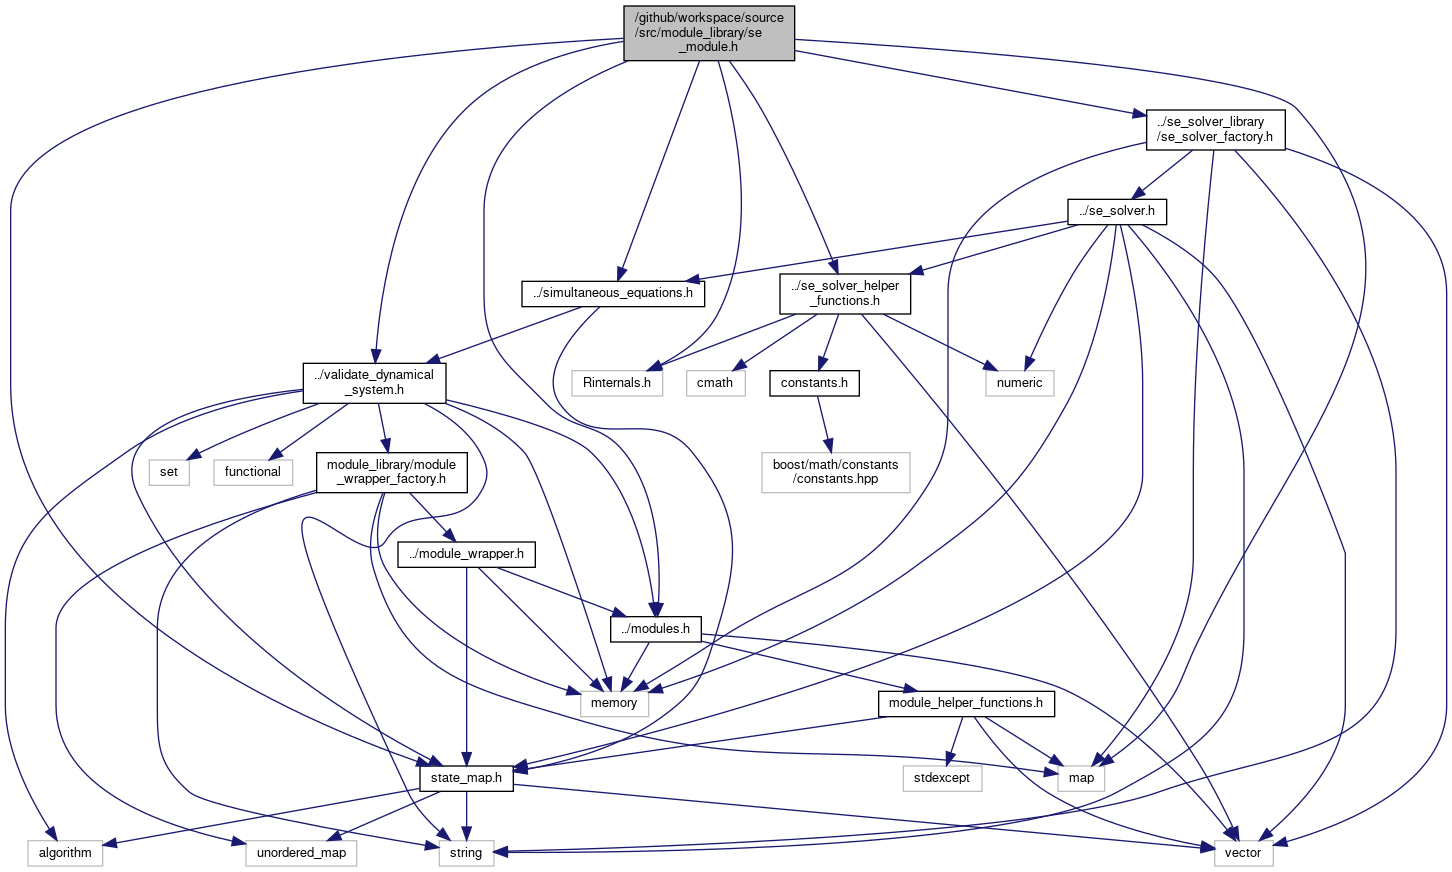 /github/workspace/source
/src/module_library/se
_module.h
../se_solver_library
/se_solver_factory.h
../se_solver.h
../simultaneous_equations.h
../se_solver_helper
_functions.h
../validate_dynamical
_system.h
Rinternals.h
cmath
constants.h
numeric
set
functional
module_library/module
_wrapper_factory.h
boost/math/constants
/constants.hpp
../module_wrapper.h
../modules.h
memory
module_helper_functions.h
state_map.h
stdexcept
map
algorithm
unordered_map
string
vector